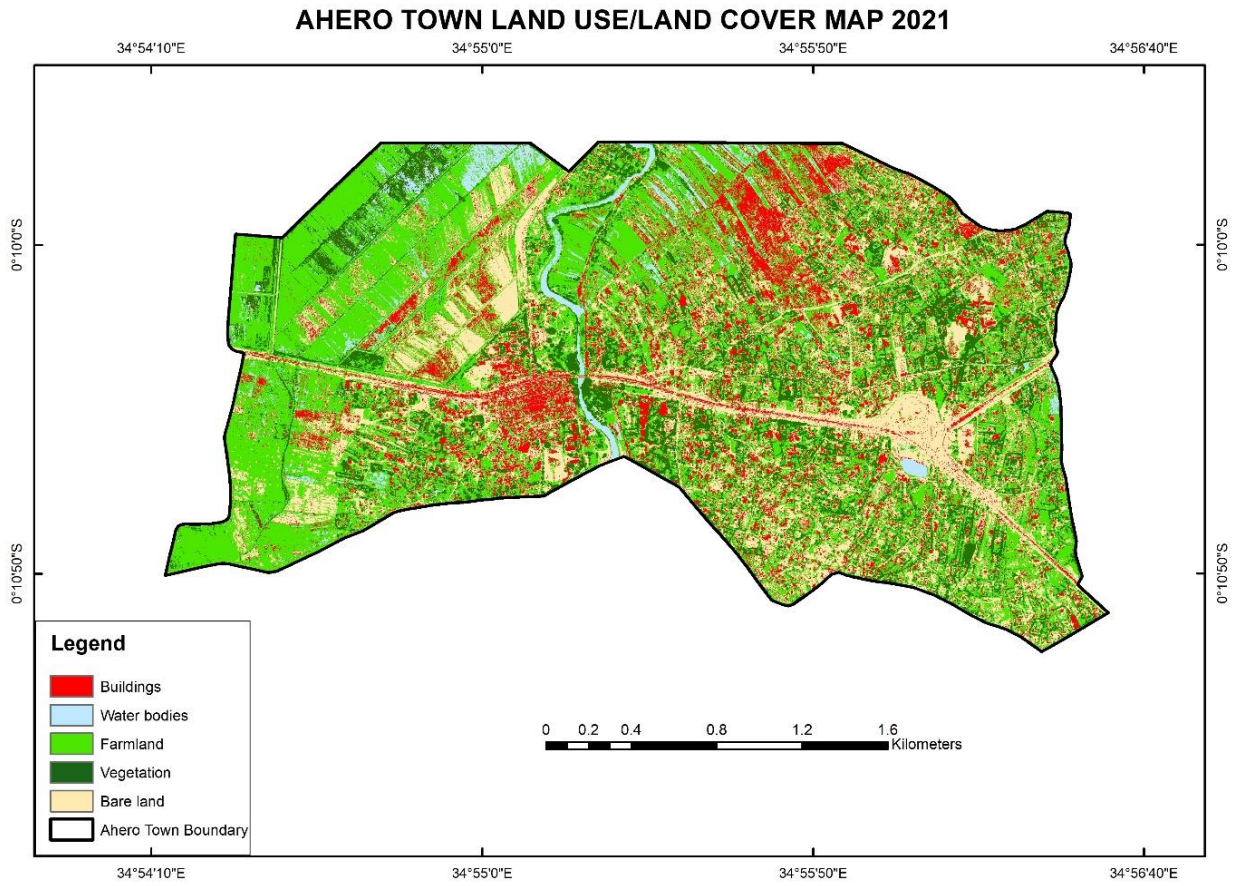 AHERO TOWN LAND USE/LAND COVER MAP 2021
34°54'10"E 34°55'0"E 34°55'50"E 34°56'40"E
0°10'0"S 0°10'0"S
0°10'50"S 0°10'50"S
Legend
Buildings
Water bodies
Farmland
Vegetation
Bare land
Ahero Town Boundary
0 0.2 0.4 0.8 1.2 1.6
Kilometers
34°54'10"E 34°55'0"E 34°55'50"E 34°56'40"E